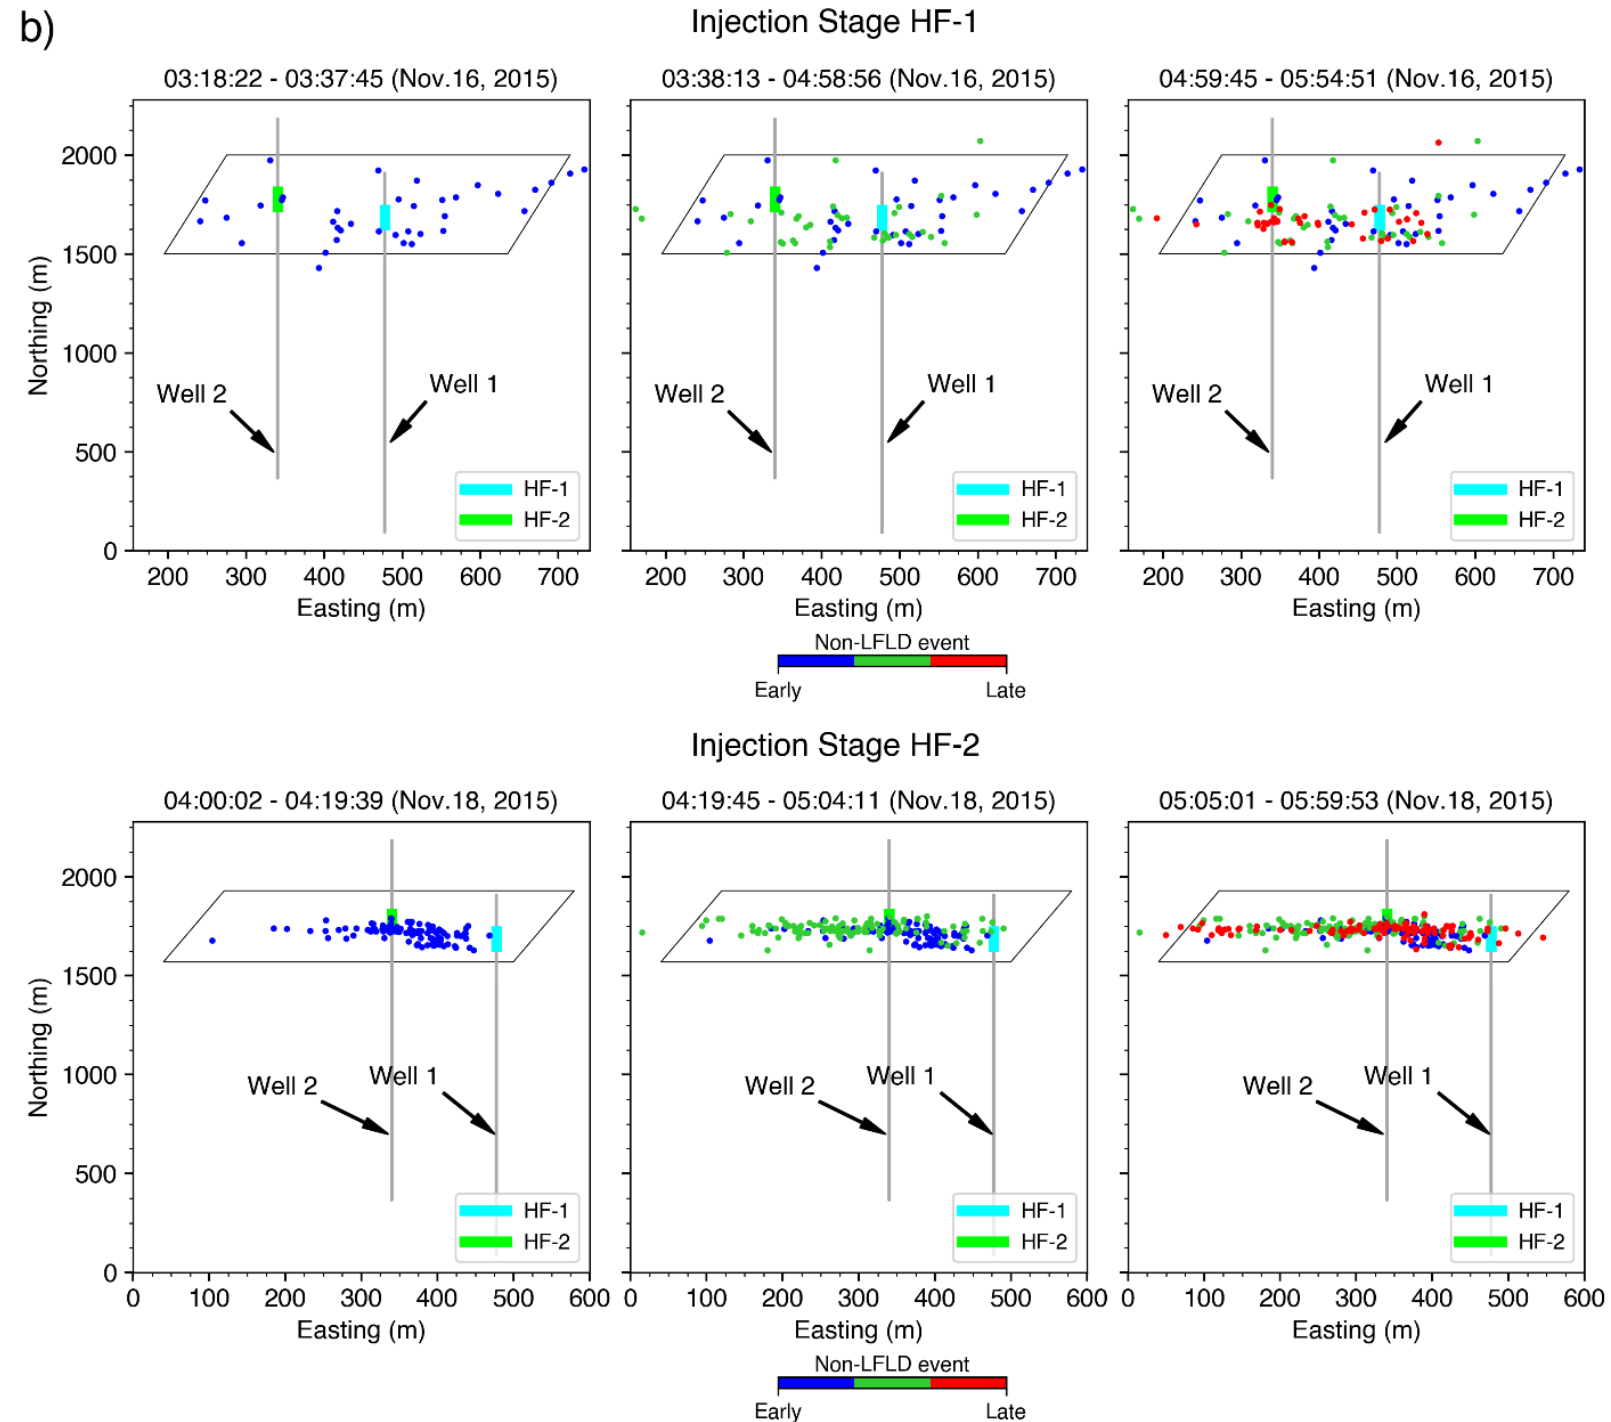 b)
Injection Stage HF-1
03:18:22 - 03:37:45 (Nov.16, 2015)
03:38:13 - 04:58:56 (Nov.16, 2015)
04:59:45 - 05:54:51 (Nov.16, 2015)
Northing (m)
2000
1500
1000
500
0
Well 2
Well 1
HF-1
HF-2
200 300 400 500 600 700
Easting (m)
Well 2
Well 1
HF-1
HF-2
200 300 400 500 600 700
Easting (m)
Well 2
Well 1
HF-1
HF-2
200 300 400 500 600 700
Easting (m)
Non-LFLD event
Early Late
Injection Stage HF-2
04:00:02 - 04:19:39 (Nov.18, 2015)
04:19:45 - 05:04:11 (Nov.18, 2015)
05:05:01 - 05:59:53 (Nov.18, 2015)
Northing (m)
2000
1500
1000
500
0
Well 2
Well 1
HF-1
HF-2
0 100 200 300 400 500 600
Easting (m)
Well 2
Well 1
HF-1
HF-2
0 100 200 300 400 500 600
Easting (m)
Well 2
Well 1
HF-1
HF-2
0 100 200 300 400 500 600
Easting (m)
Non-LFLD event
Early Late